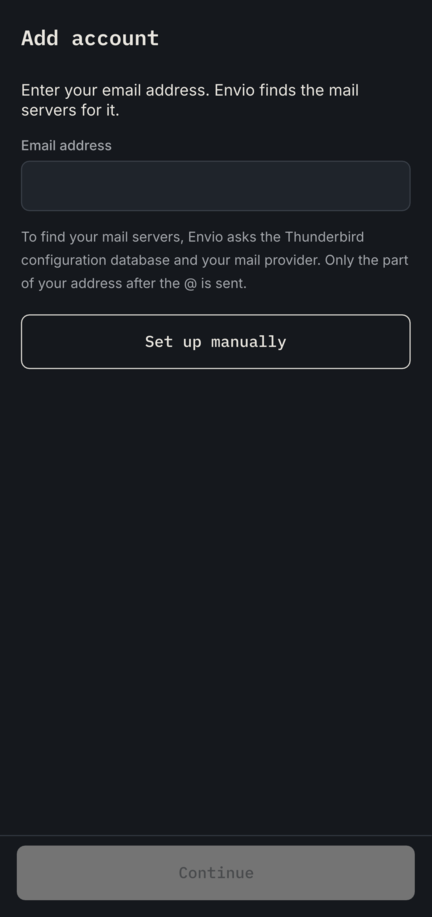 Add account
Enter your email address. Envio finds the mail
servers for it.
Email address
To find your mail servers, Envio asks the Thunderbird
configuration database and your mail provider. Only the part
of your address after the @ is sent.
Set up manually
Continue